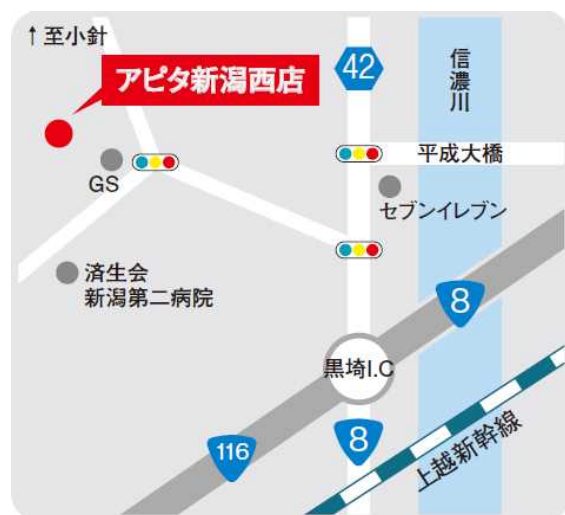 ↑至小針
アピタ新潟西店
42
信濃川
平成大橋
GS
セブンイレブン
済生会
新潟第二病院
8
黒埼I.C
116
8
上越新幹線